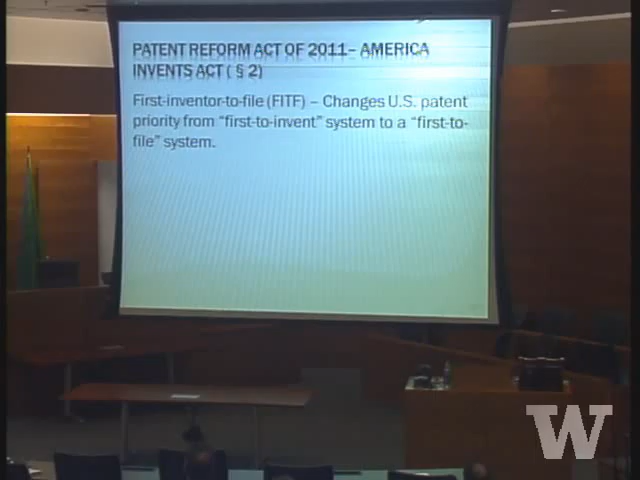 PATENT REFORM ACT OF 2011– AMERICA
INVENTS ACT ( § 2)
First-inventor-to-file (FITF) – Changes U.S. patent
priority from “first-to-invent” system to a “first-to-
file” system.
W